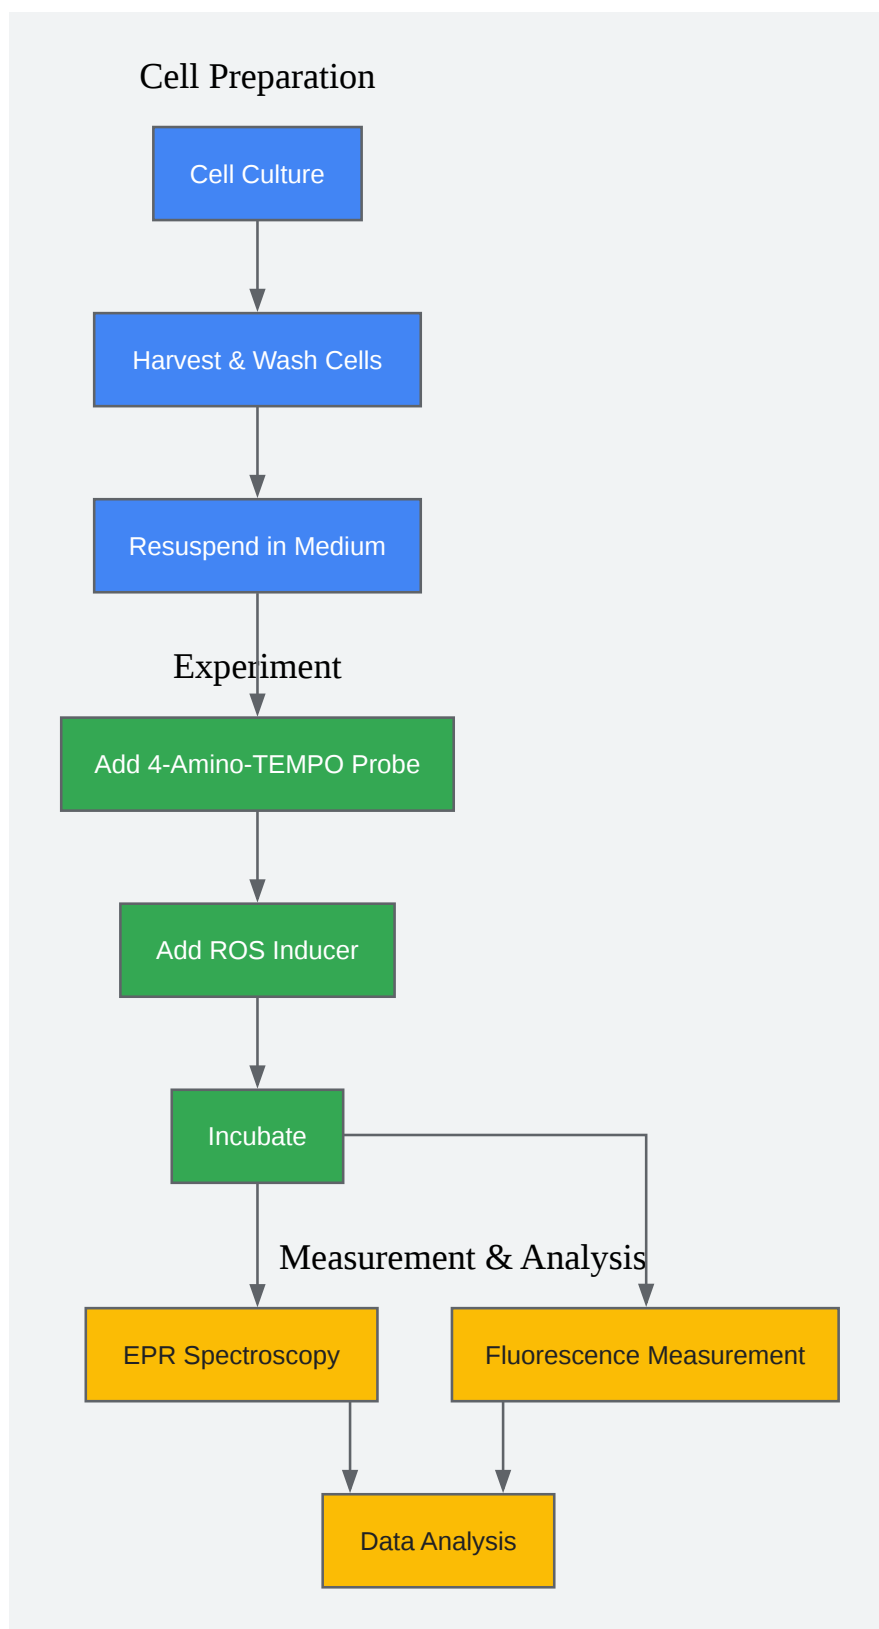 Cell Preparation
Cell Culture
Harvest & Wash Cells
Resuspend in Medium
Experiment
Add 4-Amino-TEMPO Probe
Add ROS Inducer
Incubate
Measurement & Analysis
EPR Spectroscopy
Fluorescence Measurement
Data Analysis